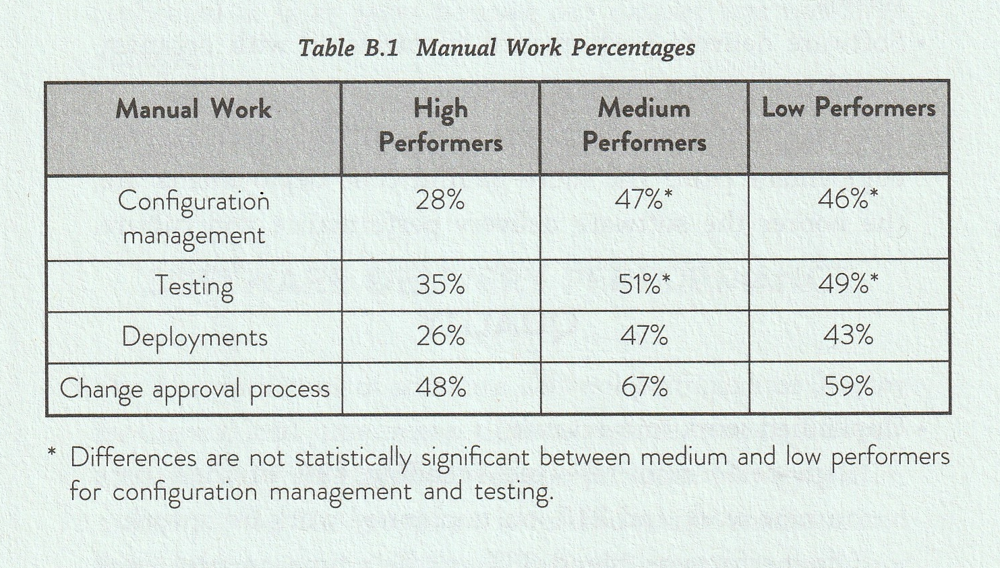 Table B.1 Manual Work Percentages
Manual Work High Performers Medium Performers Low Performers
Configuration management 28% 47%* 46%*
Testing 35% 51%* 49%*
Deployments 26% 47% 43%
Change approval process 48% 67% 59%
* Differences are not statistically significant between medium and low performers
for configuration management and testing.